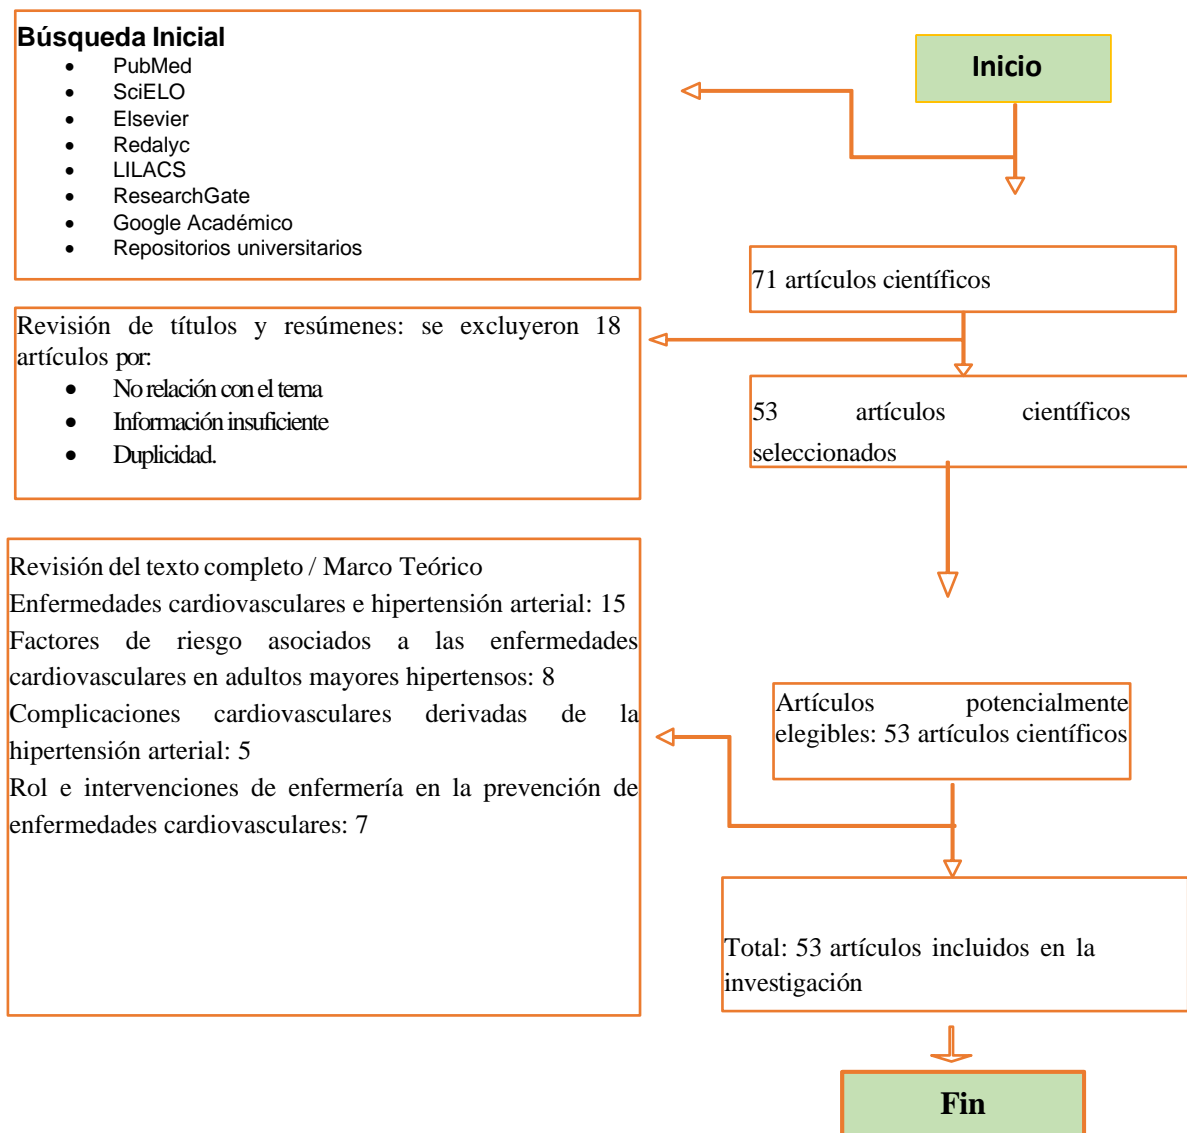 Búsqueda Inicial
• PubMed
• SciELO
• Elsevier
• Redalyc
• LILACS
• ResearchGate
• Google Académico
• Repositorios universitarios
Inicio
71 artículos científicos
Revisión de títulos y resúmenes: se excluyeron 18
artículos por:
• No relación con el tema
• Información insuficiente
• Duplicidad.
53 artículos científicos
seleccionados
Revisión del texto completo / Marco Teórico
Enfermedades cardiovasculares e hipertensión arterial: 15
Factores de riesgo asociados a las enfermedades
cardiovasculares en adultos mayores hipertensos: 8
Complicaciones cardiovasculares derivadas de la
hipertensión arterial: 5
Rol e intervenciones de enfermería en la prevención de
enfermedades cardiovasculares: 7
Artículos potencialmente
elegibles: 53 artículos científicos
Total: 53 artículos incluidos en la
investigación
Fin